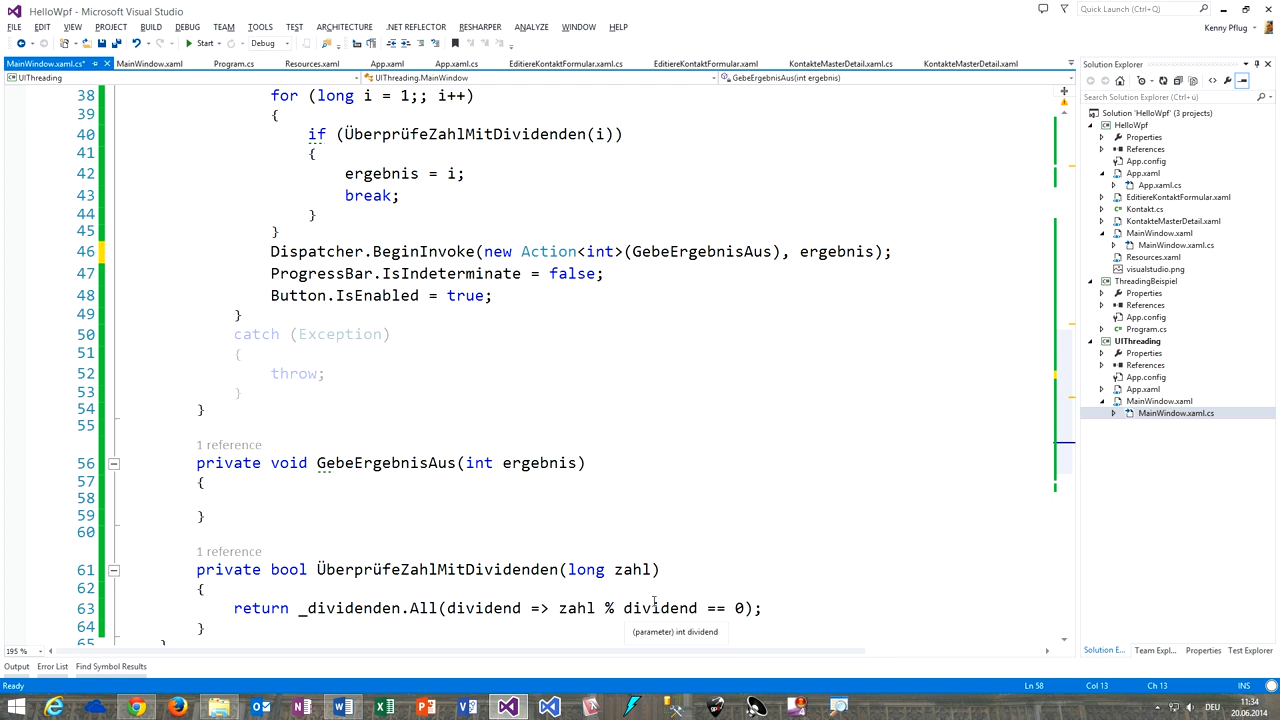 HelloWpf - Microsoft Visual Studio
Quick Launch (Ctrl+Q)
FILE EDIT VIEW PROJECT BUILD DEBUG TEAM TOOLS TEST ARCHITECTURE .NET REFLECTOR RESHARPER ANALYZE WINDOW HELP
Kenny Pflug
Start Debug
MainWindow.xaml.cs* MainWindow.xaml Program.cs Resources.xaml App.xaml App.xaml.cs EditiereKontaktFormular.xaml.cs EditiereKontaktFormular.xaml KontakteMasterDetail.xaml.cs KontakteMasterDetail.xaml
UIThreading UIThreading.MainWindow GebeErgebnisAus(int ergebnis)
38 for (long i = 1;; i++)
39 {
40 if (ÜberprüfeZahlMitDividenden(i))
41 {
42 ergebnis = i;
43 break;
44 }
45 }
46 Dispatcher.BeginInvoke(new Action<int>(GebeErgebnisAus), ergebnis);
47 ProgressBar.IsIndeterminate = false;
48 Button.IsEnabled = true;
49 }
50 catch (Exception)
51 {
52 throw;
53 }
54 }
55
1 reference
56 private void GebeErgebnisAus(int ergebnis)
57 {
58
59 }
60
1 reference
61 private bool ÜberprüfeZahlMitDividenden(long zahl)
62 {
63 return _dividenden.All(dividend => zahl % dividend == 0);
64 }
65 }
(parameter) int dividend
195 %
Solution Explorer
Search Solution Explorer (Ctrl+ü)
Solution 'HelloWpf' (3 projects)
HelloWpf
Properties
References
App.config
App.xaml
App.xaml.cs
EditiereKontaktFormular.xaml
Kontakt.cs
KontakteMasterDetail.xaml
MainWindow.xaml
MainWindow.xaml.cs
Resources.xaml
visualstudio.png
ThreadingBeispiel
Properties
References
App.config
Program.cs
UIThreading
Properties
References
App.config
App.xaml
MainWindow.xaml
MainWindow.xaml.cs
Solution E... Team Expl... Properties Test Explorer
Output Error List Find Symbol Results
Ready Ln 58 Col 13 Ch 13 INS
DEU
11:34
20.06.2014